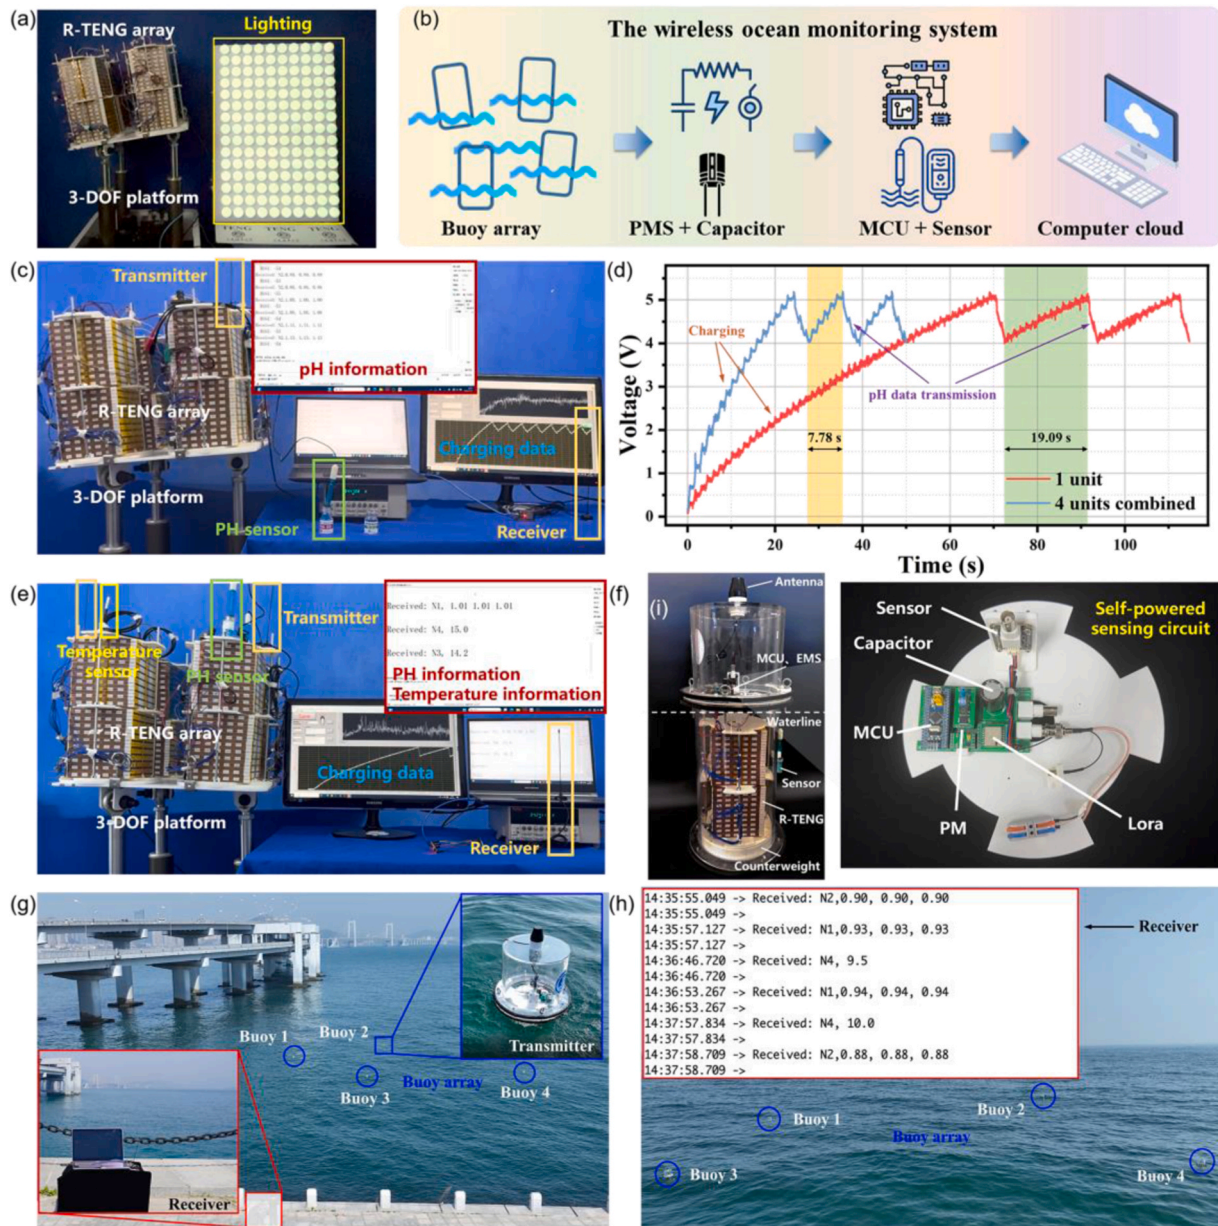 (a)
R-TENG array
Lighting
3-DOF platform
TENG
(b)
The wireless ocean monitoring system
Buoy array
PMS + Capacitor
MCU + Sensor
Computer cloud
(c)
Transmitter
pH information
R-TENG array
Charging data
3-DOF platform
PH sensor
Receiver
(d)
Voltage (V)
5
4
3
2
1
0
Charging
pH data transmission
7.78 s
19.09 s
1 unit
4 units combined
0
20
40
60
80
100
Time (s)
(e)
Transmitter
Temperature
sensor
PH sensor
Received: N1, 1.01 1.01 1.01
Received: N4, 15.0
Received: N3, 14.2
PH information
Temperature information
R-TENG array
Charging data
3-DOF platform
Receiver
(f)
(i)
Antenna
MCU、EMS
Waterline
Sensor
R-TENG
Counterweight
Self-powered
sensing circuit
Sensor
Capacitor
MCU
PM
Lora
(g)
Buoy 1
Buoy 2
Buoy 3
Buoy array
Buoy 4
Transmitter
Receiver
(h)
14:35:55.049 -> Received: N2,0.90, 0.90, 0.90
14:35:55.049 ->
14:35:57.127 -> Received: N1,0.93, 0.93, 0.93
14:35:57.127 ->
14:36:46.720 -> Received: N4, 9.5
14:36:46.720 ->
14:36:53.267 -> Received: N1,0.94, 0.94, 0.94
14:36:53.267 ->
14:37:57.834 -> Received: N4, 10.0
14:37:57.834 ->
14:37:58.709 -> Received: N2,0.88, 0.88, 0.88
14:37:58.709 ->
Receiver
Buoy 1
Buoy 2
Buoy array
Buoy 3
Buoy 4